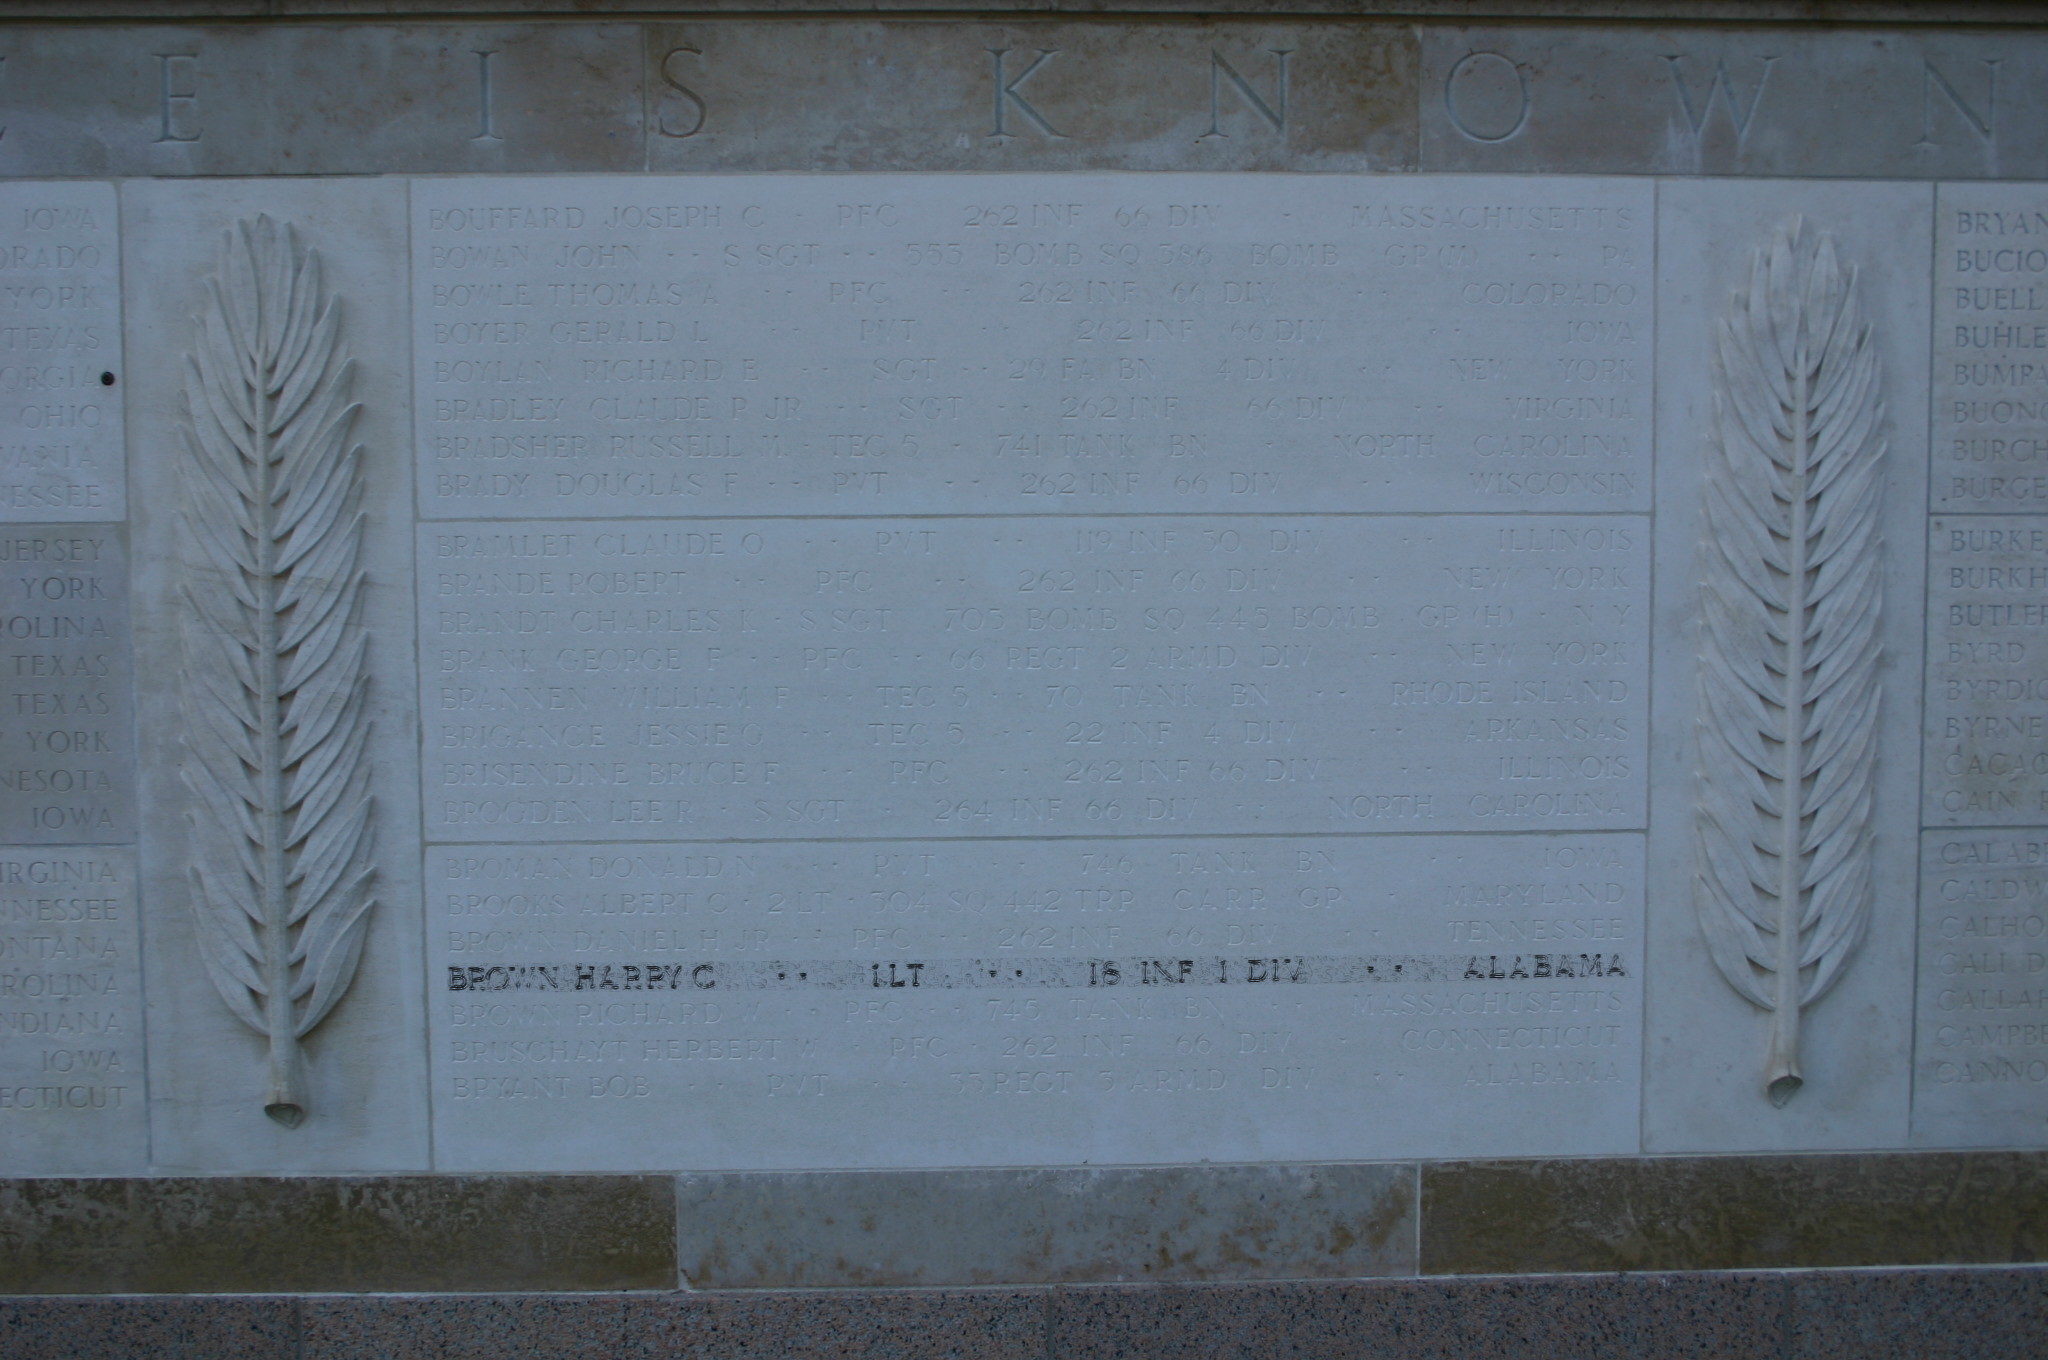 E IS KNOWN
IOWA
ORADO
YORK
TEXAS
ORGIA
OHIO
VANIA
NESSEE
JERSEY
YORK
ROLINA
TEXAS
TEXAS
YORK
NESOTA
IOWA
IRGINIA
NNESSEE
ONTANA
ROLINA
NDIANA
IOWA
ECTICUT
BOUFFARD JOSEPH C · PFC · 262 INF 66 DIV · MASSACHUSETTS
BOWAN JOHN ·· S SGT ·· 555 BOMB SQ 386 BOMB GP (M) ·· PA
BOWLE THOMAS A ·· PFC ·· 262 INF 66 DIV ·· COLORADO
BOYER GERALD L ·· PVT ·· 262 INF 66 DIV ·· IOWA
BOYLAN RICHARD E ·· SGT ·· 29 FA BN 4 DIV ·· NEW YORK
BRADLEY CLAUDE P JR ·· SGT ·· 262 INF 66 DIV ·· VIRGINIA
BRADSHER RUSSELL M · TEC 5 · 741 TANK BN · NORTH CAROLINA
BRADY DOUGLAS F ·· PVT ·· 262 INF 66 DIV ·· WISCONSIN
BRAMLET CLAUDE O ·· PVT ·· 119 INF 30 DIV ·· ILLINOIS
BRANDE ROBERT ·· PFC ·· 262 INF 66 DIV ·· NEW YORK
BRANDT CHARLES K · S SGT · 703 BOMB SQ 445 BOMB GP (H) · N Y
BRANK GEORGE F ·· PFC ·· 66 REGT 2 ARMD DIV ·· NEW YORK
BRANNEN WILLIAM F ·· TEC 5 ·· 70 TANK BN ·· RHODE ISLAND
BRIGANCE JESSIE O ·· TEC 5 ·· 22 INF 4 DIV ·· ARKANSAS
BRISENDINE BRUCE F ·· PFC ·· 262 INF 66 DIV ·· ILLINOIS
BROGDEN LEE R · S SGT · 264 INF 66 DIV ·· NORTH CAROLINA
BROMAN DONALD N ·· PVT ·· 746 TANK BN ·· IOWA
BROOKS ALBERT C · 2 LT · 304 SQ 442 TRP CARR GP · MARYLAND
BROWN DANIEL H JR ·· PFC ·· 262 INF 66 DIV ·· TENNESSEE
BROWN HARRY C ·· 1 LT ·· 18 INF 1 DIV ·· ALABAMA
BROWN RICHARD W ·· PFC ·· 745 TANK BN ·· MASSACHUSETTS
BRUSCHAYT HERBERT W · PFC · 262 INF 66 DIV · CONNECTICUT
BRYANT BOB ·· PVT ·· 33 REGT 3 ARMD DIV ·· ALABAMA
BRYAN
BUCIO
BUELL
BUHLE
BUMPA
BUONO
BURCH
BURGE
BURKE
BURKH
BUTLER
BYRD
BYRDIC
BYRNE
CACAC
CAIN
CALAB
CALDW
CALHO
CALLD
CALLAR
CAMPBE
CANNO